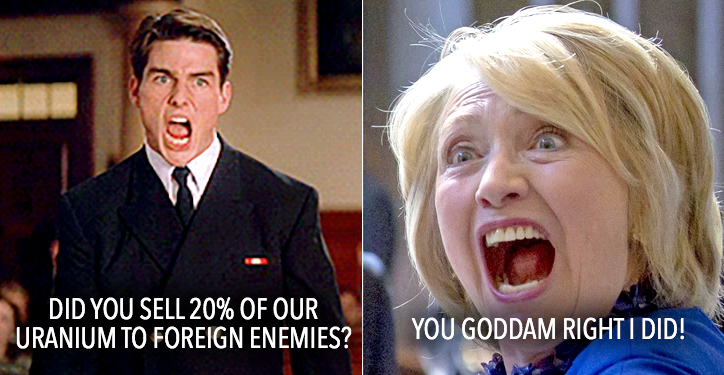 DID YOU SELL 20% OF OUR
URANIUM TO FOREIGN ENEMIES?
YOU GODDAM RIGHT I DID!